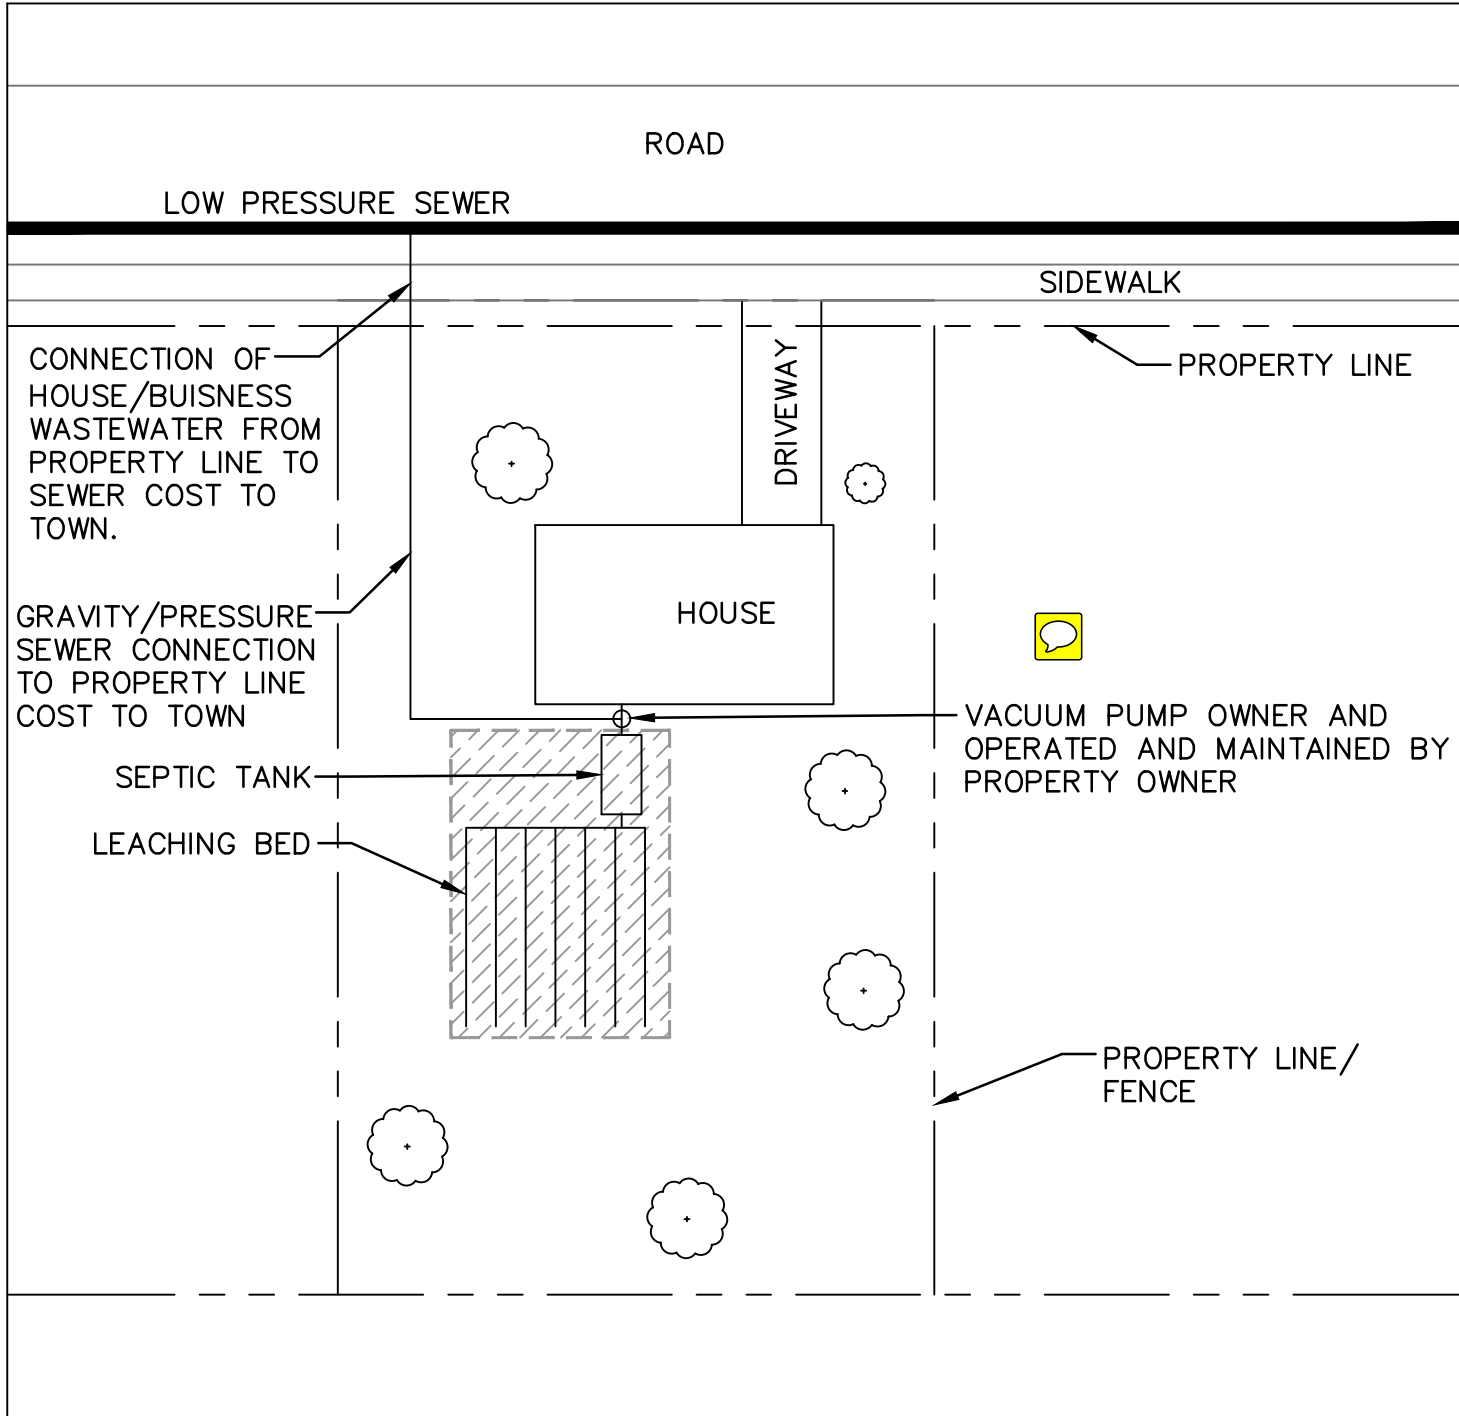 ROAD
LOW PRESSURE SEWER
SIDEWALK
CONNECTION OF
HOUSE/BUISNESS
WASTEWATER FROM
PROPERTY LINE TO
SEWER COST TO
TOWN.
DRIVEWAY
PROPERTY LINE
GRAVITY/PRESSURE
SEWER CONNECTION
TO PROPERTY LINE
COST TO TOWN
HOUSE
VACUUM PUMP OWNER AND
OPERATED AND MAINTAINED BY
PROPERTY OWNER
SEPTIC TANK
LEACHING BED
PROPERTY LINE/
FENCE